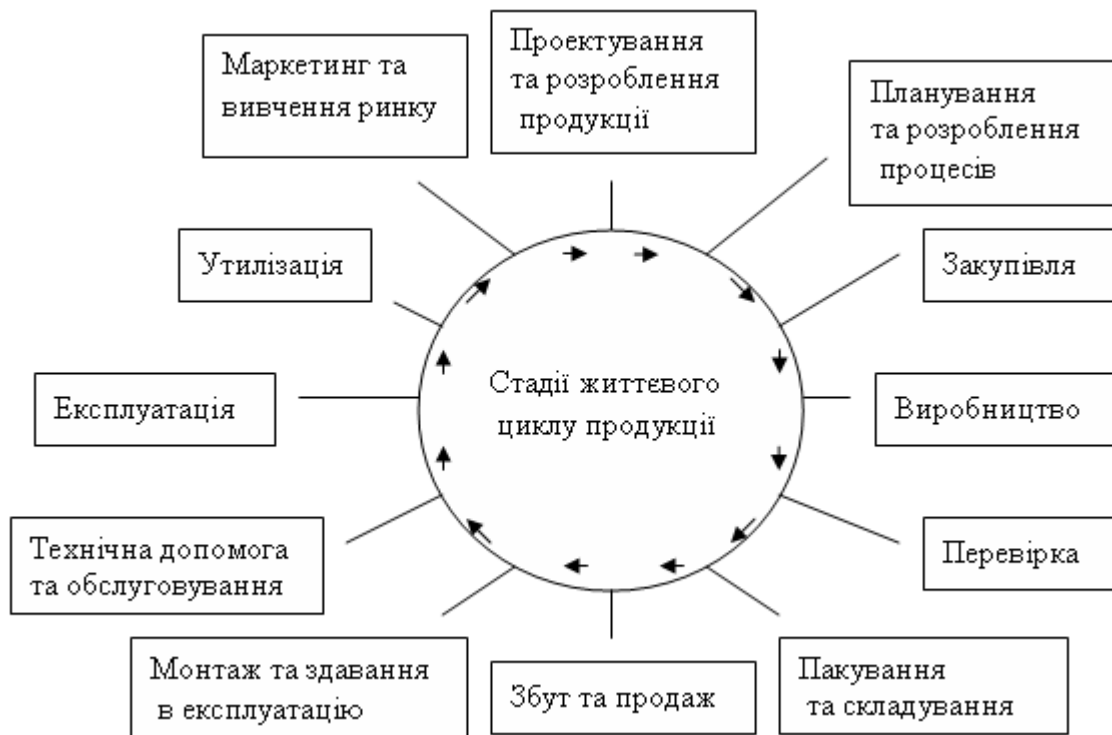 Маркетинг та
вивчення ринку
Проектування
та розроблення
продукції
Планування
та розроблення
процесів
Утилізація
Закупівля
Стадії життєвого
циклу продукції
Експлуатація
Виробництво
Технічна допомога
та обслуговування
Перевірка
Монтаж та здавання
в експлуатацію
Збут та продаж
Пакування
та складування